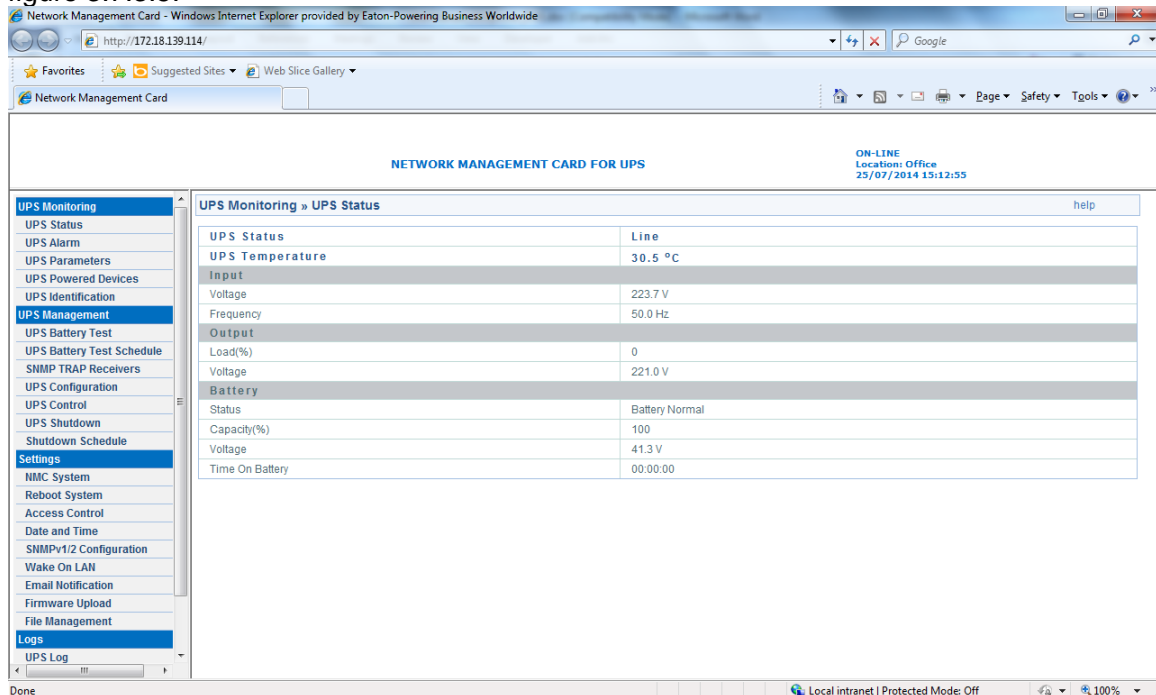 Network Management Card - Windows Internet Explorer provided by Eaton-Powering Business Worldwide
http://172.18.139.114/
Google
Favorites
Suggested Sites
Web Slice Gallery
Network Management Card
Page
Safety
Tools
NETWORK MANAGEMENT CARD FOR UPS
ON-LINE
Location: Office
25/07/2014 15:12:55
UPS Monitoring
UPS Status
UPS Alarm
UPS Parameters
UPS Powered Devices
UPS Identification
UPS Management
UPS Battery Test
UPS Battery Test Schedule
SNMP TRAP Receivers
UPS Configuration
UPS Control
UPS Shutdown
Shutdown Schedule
Settings
NMC System
Reboot System
Access Control
Date and Time
SNMPv1/2 Configuration
Wake On LAN
Email Notification
Firmware Upload
File Management
Logs
UPS Log
UPS Monitoring » UPS Status
help
UPS Status Line
UPS Temperature 30.5 ºC
Input
Voltage 223.7 V
Frequency 50.0 Hz
Output
Load(%) 0
Voltage 221.0 V
Battery
Status Battery Normal
Capacity(%) 100
Voltage 41.3 V
Time On Battery 00:00:00
Done
Local intranet | Protected Mode: Off
100%